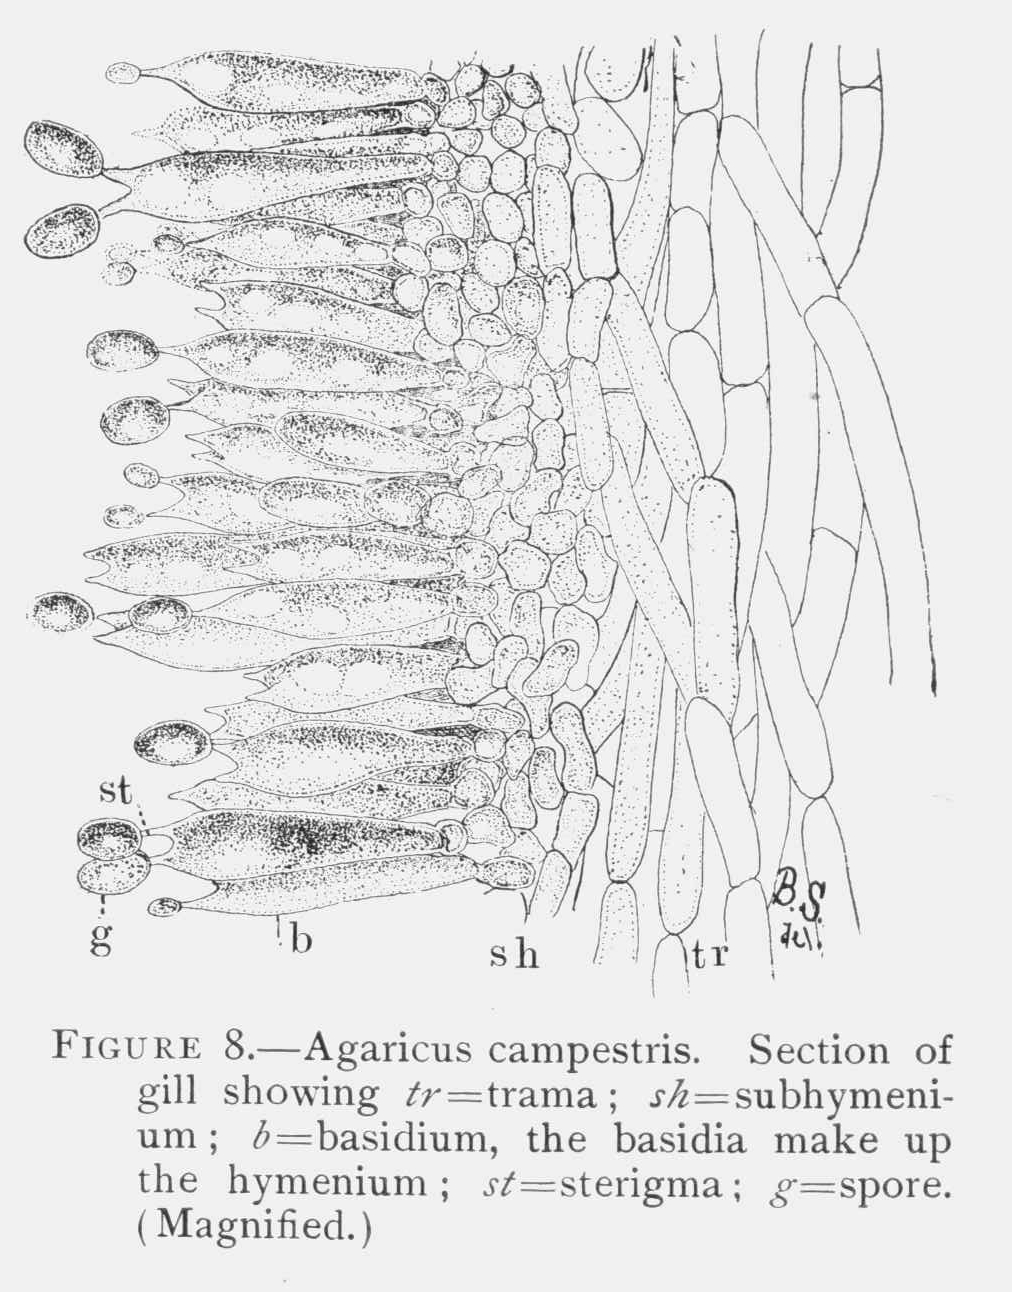 st
g
b
sh
tr
B.S.
del.
FIGURE 8.—Agaricus campestris. Section of
gill showing tr=trama; sh=subhymeni-
um; b=basidium, the basidia make up
the hymenium; st=sterigma; g=spore.
(Magnified.)